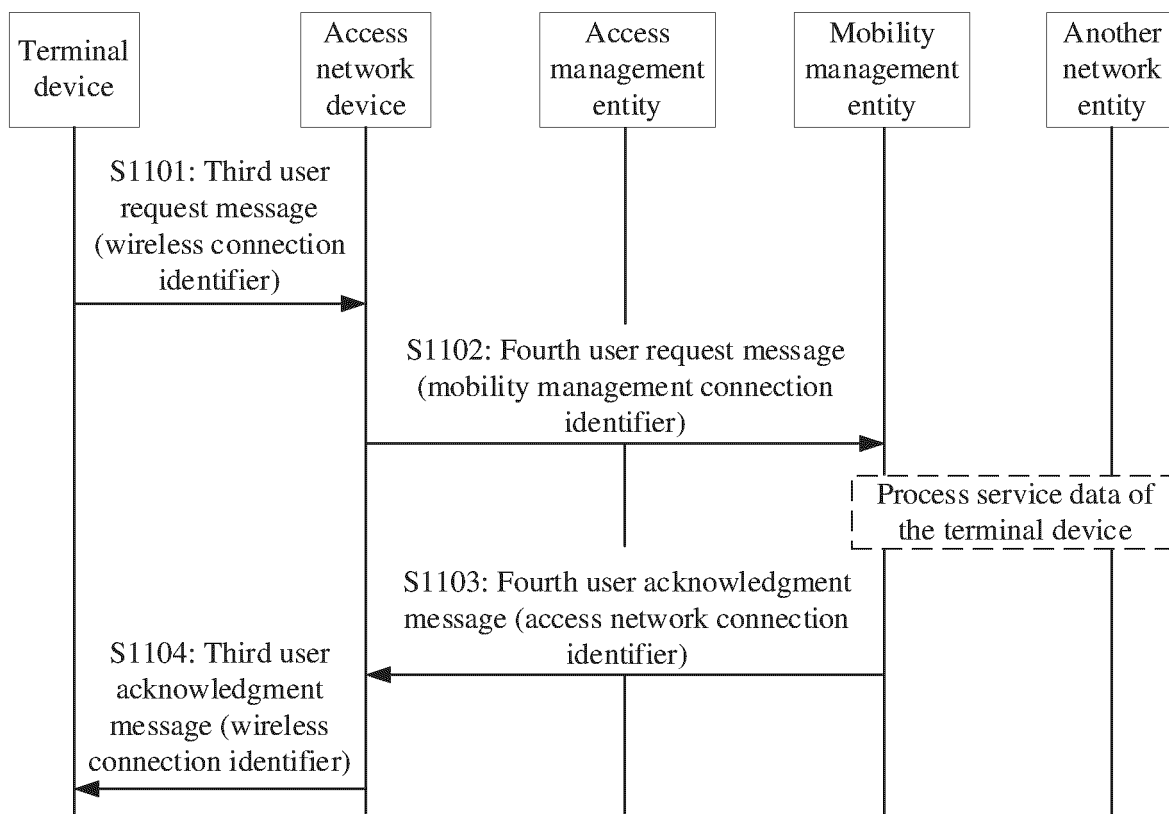 Terminal
device
Access
network
device
Access
management
entity
Mobility
management
entity
Another
network
entity
S1101: Third user
request message
(wireless connection
identifier)
S1102: Fourth user request message
(mobility management connection
identifier)
Process service data of
the terminal device
S1103: Fourth user acknowledgment
message (access network connection
identifier)
S1104: Third user
acknowledgment
message (wireless
connection identifier)